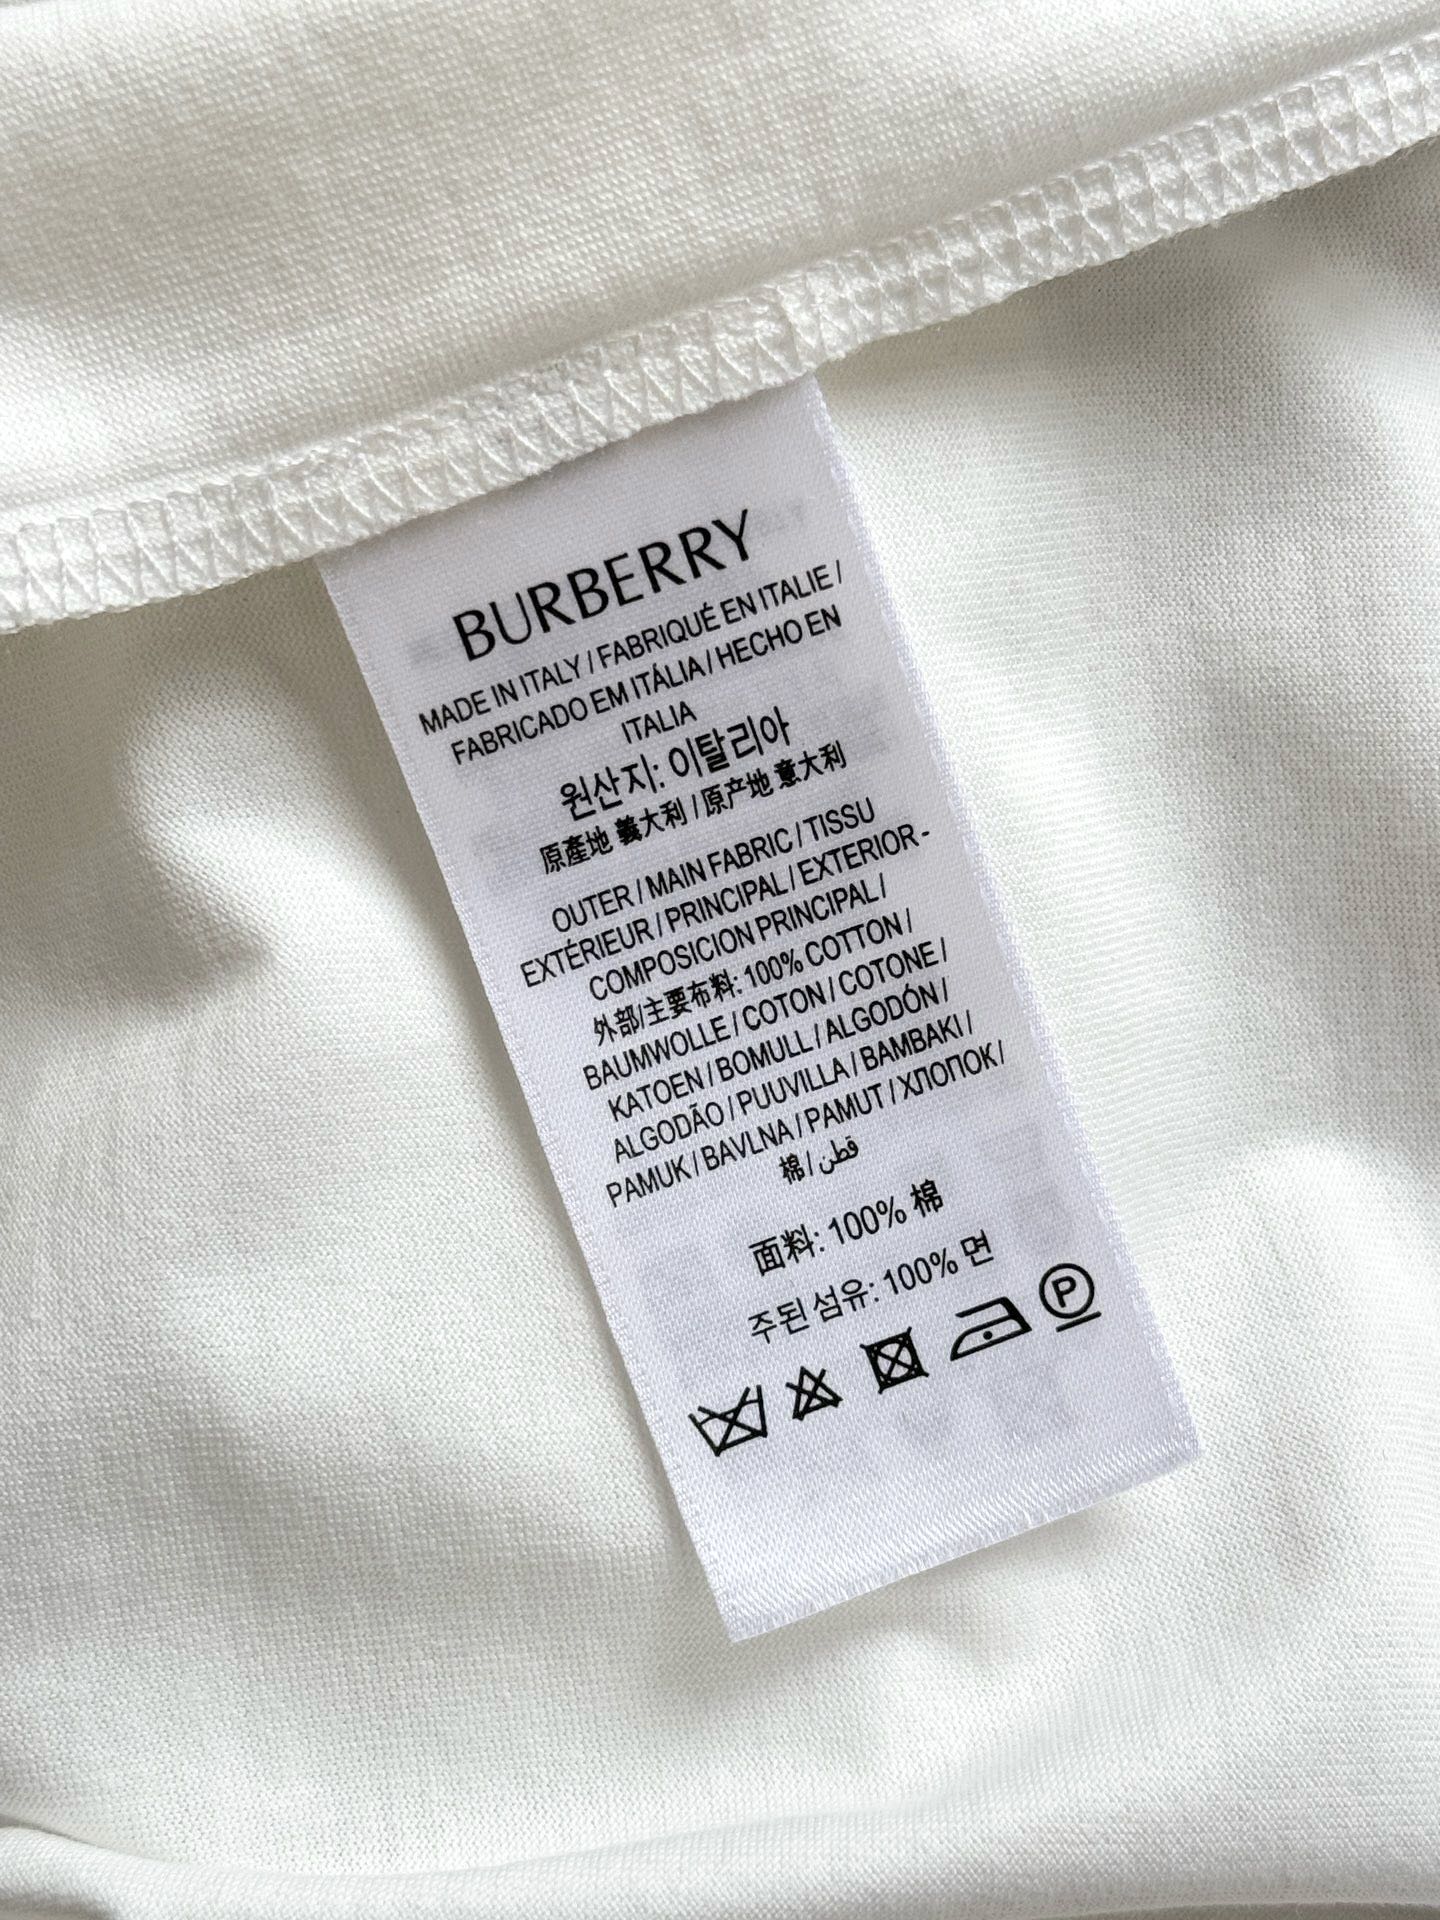 BURBERRY
MADE IN ITALY / FABRIQUÉ EN ITALIE /
FABRICADO EM ITÁLIA / HECHO EN
ITALIA
원산지: 이탈리아
原產地 義大利 / 原产地 意大利
OUTER / MAIN FABRIC / TISSU
EXTÉRIEUR / PRINCIPAL / EXTERIOR -
COMPOSICION PRINCIPAL /
外部/主要布料: 100% COTTON /
BAUMWOLLE / COTON / COTONE /
KATOEN / BOMULL / ALGODÓN /
ALGODÃO / PUUVILLA / BAMBAKI /
PAMUK / BAVLNA / PAMUT / ХЛОПОК /
棉 / قطن
面料: 100% 棉
주된 섬유: 100% 면
P